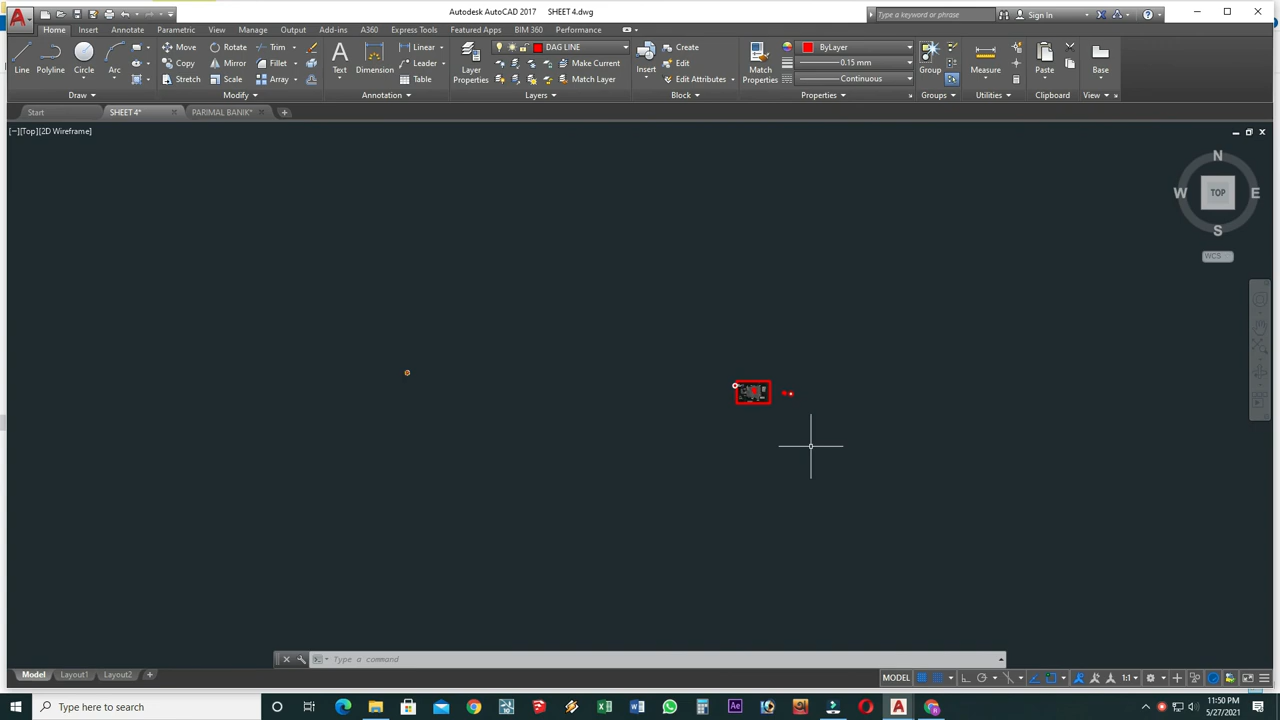 Autodesk AutoCAD 2017 SHEET 4.dwg
Type a keyword or phrase
Sign In
Home Insert Annotate Parametric View Manage Output Add-ins A360 Express Tools Featured Apps BIM 360 Performance
Line Polyline Circle Arc
Move Rotate Trim
Copy Mirror Fillet
Stretch Scale Array
Text Dimension
Linear
Leader
Table
Layer Properties
DAG LINE
Make Current
Match Layer
Insert
Create
Edit
Edit Attributes
Match Properties
ByLayer
0.15 mm
Continuous
Group Measure Paste Base
Draw Modify Annotation Layers Block Properties Groups Utilities Clipboard View
Start SHEET 4* PARIMAL BANIK*
[−][Top][2D Wireframe]
N
W TOP E
S
WCS
Type a command
Model Layout1 Layout2
MODEL 1:1
Type here to search
11:50 PM
5/27/2021